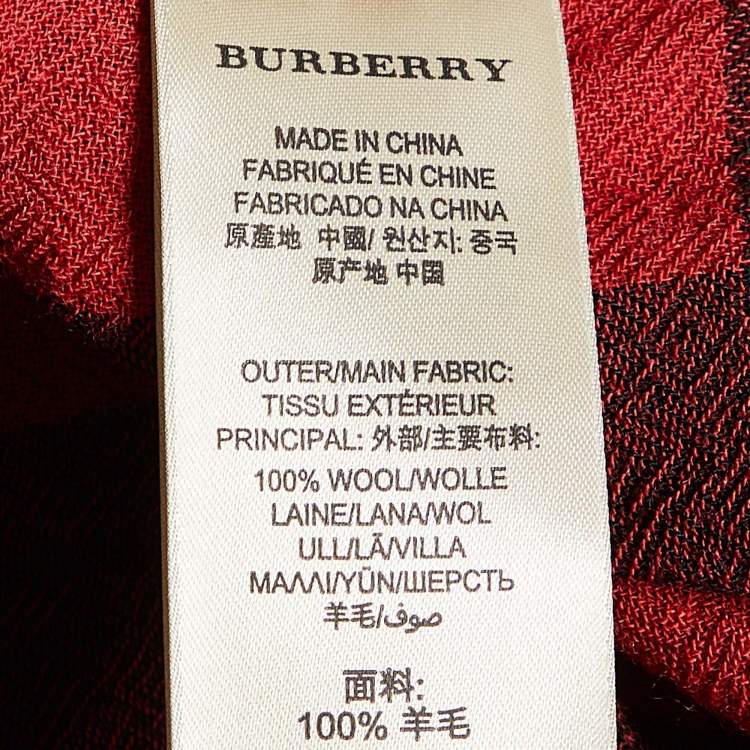 BURBERRY
MADE IN CHINA
FABRIQUÉ EN CHINE
FABRICADO NA CHINA
原產地 中國/ 원산지: 중국
原产地 中国
OUTER/MAIN FABRIC:
TISSU EXTÉRIEUR
PRINCIPAL: 外部/主要布料:
100% WOOL/WOLLE
LAINE/LANA/WOL
ULL/LÃ/VILLA
ΜΑΛΛΙ/YÜN/ШЕРСТЬ
羊毛/صوف
面料:
100% 羊毛